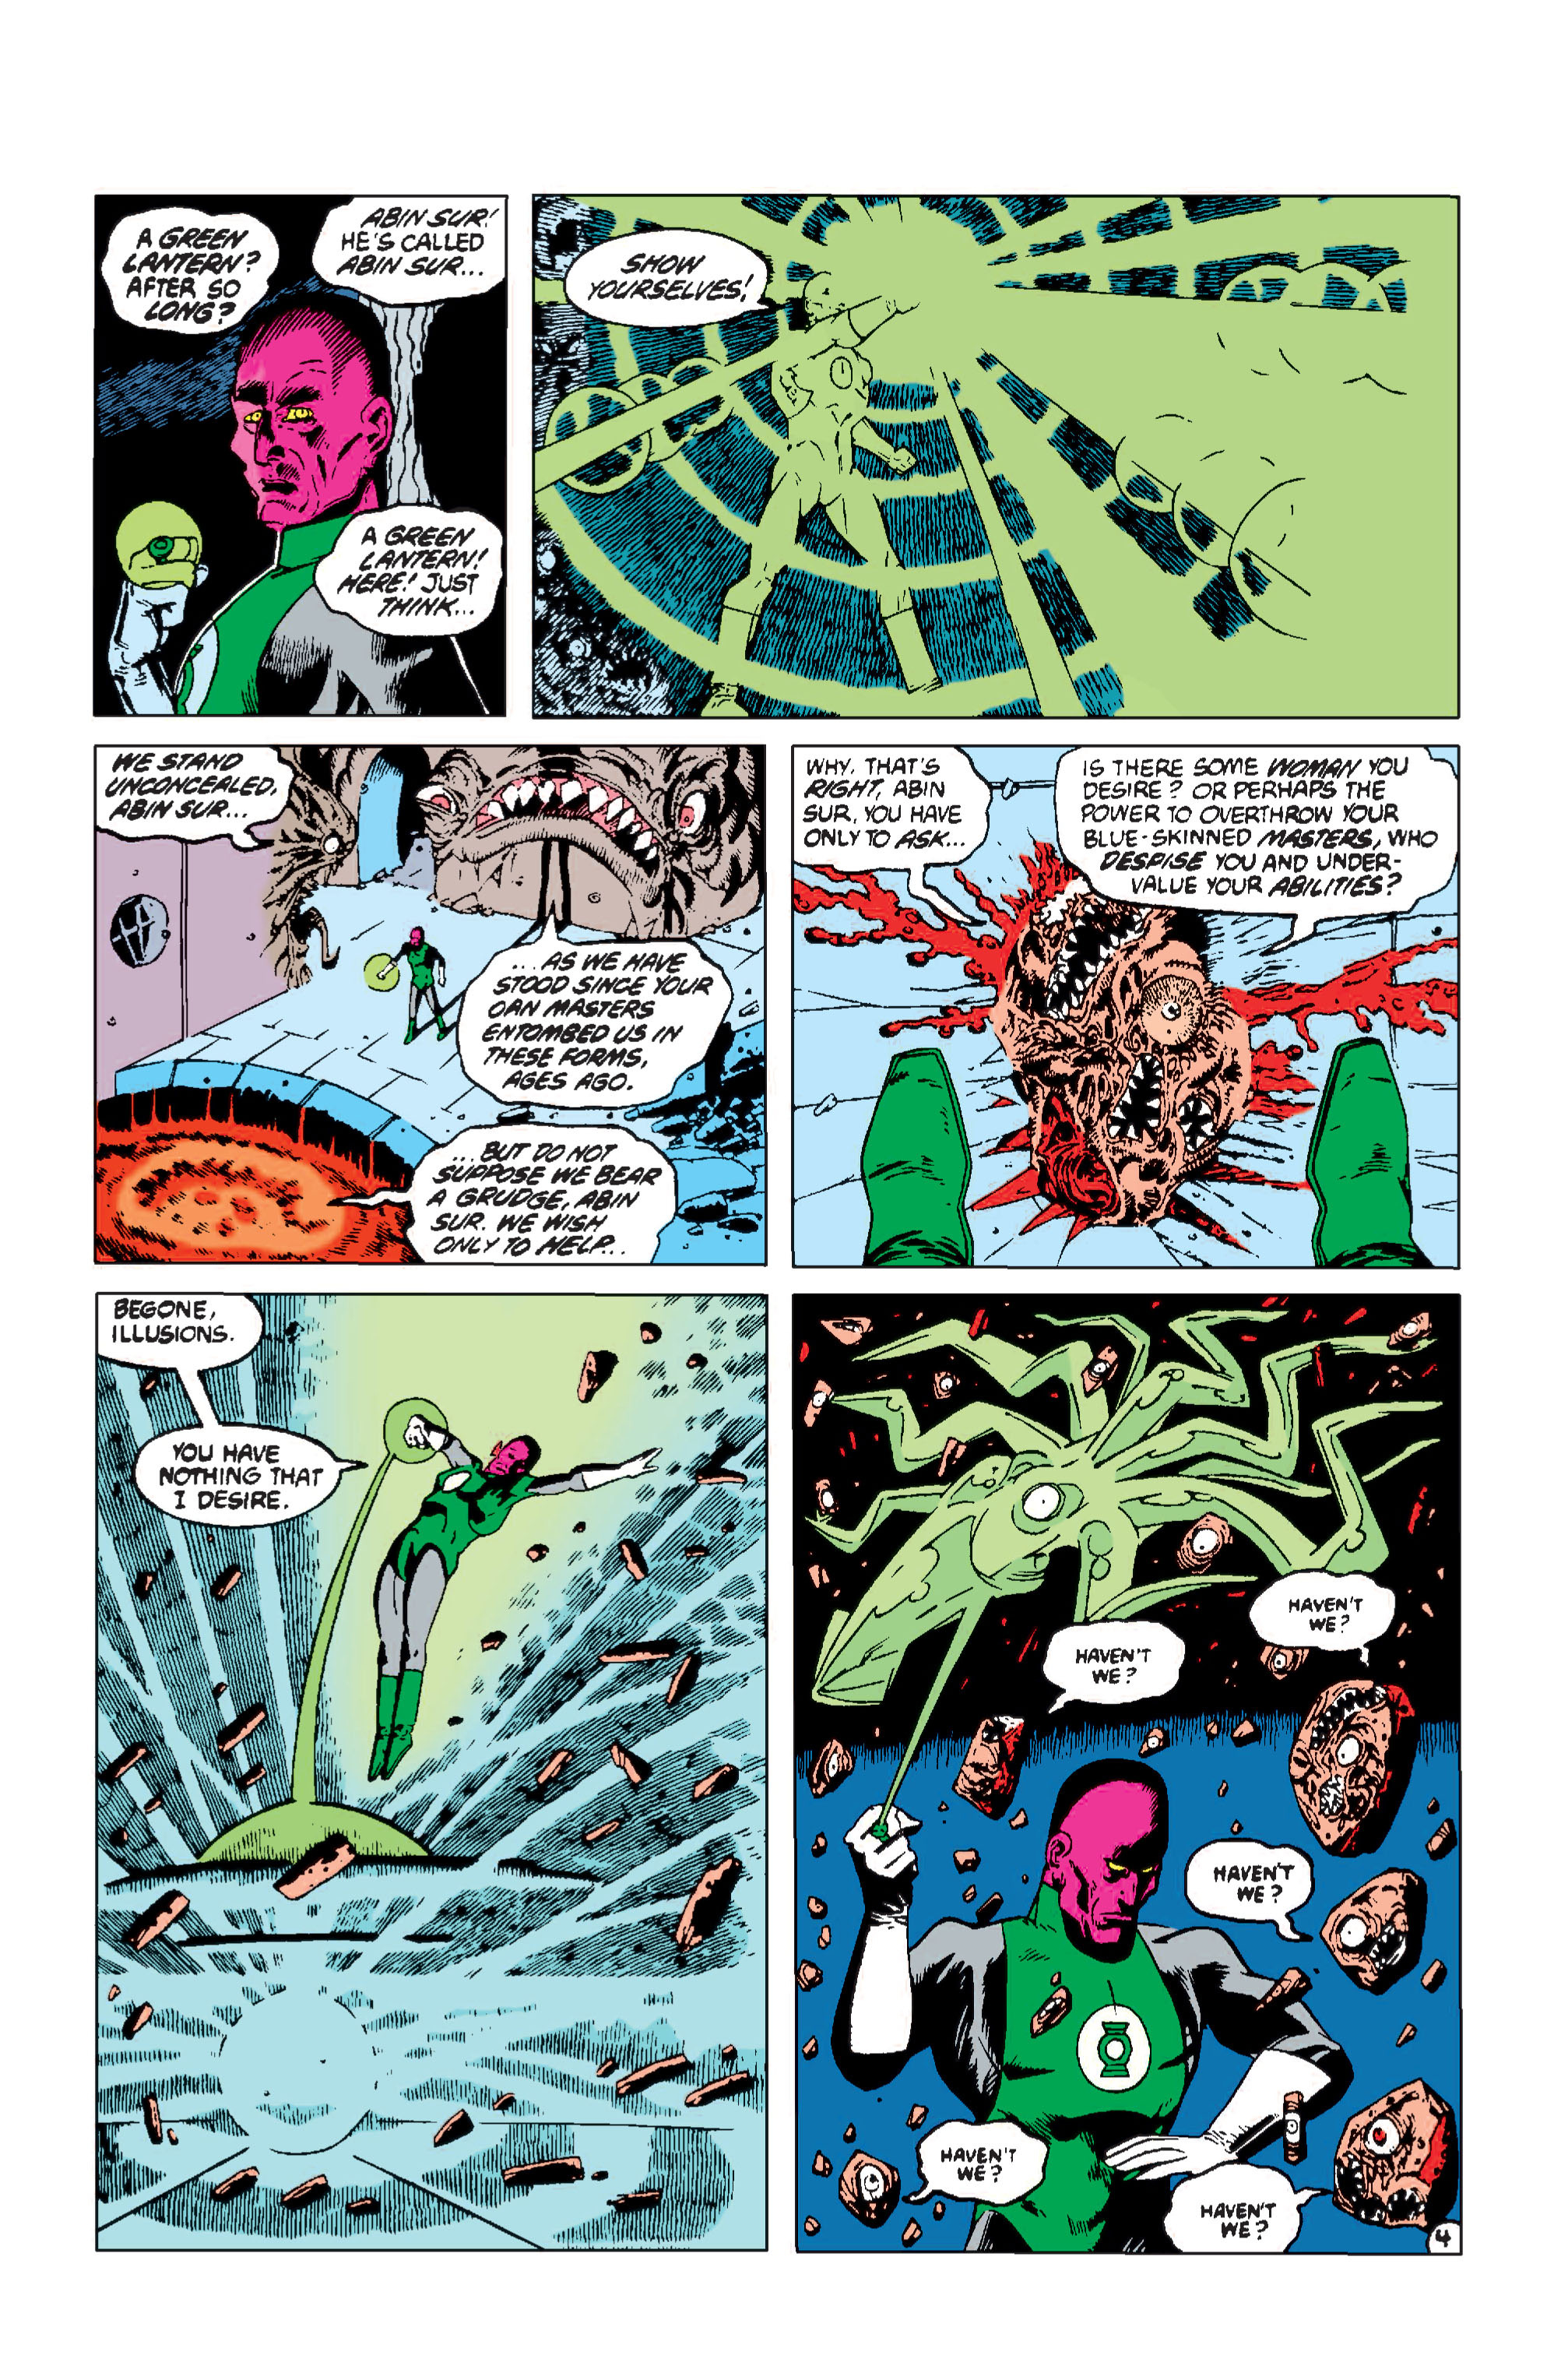 A GREEN
LANTERN?
AFTER SO
LONG?
ABIN SUR!
HE'S CALLED
ABIN SUR...
A GREEN
LANTERN!
HERE! JUST
THINK...
SHOW
YOURSELVES!
WE STAND
UNCONCEALED,
ABIN SUR...
...AS WE HAVE
STOOD SINCE YOUR
OAN MASTERS
ENTOMBED US IN
THESE FORMS,
AGES AGO.
...BUT DO NOT
SUPPOSE WE BEAR
A GRUDGE, ABIN
SUR. WE WISH
ONLY TO HELP...
WHY, THAT'S
RIGHT, ABIN
SUR, YOU HAVE
ONLY TO ASK...
IS THERE SOME WOMAN YOU
DESIRE? OR PERHAPS THE
POWER TO OVERTHROW YOUR
BLUE-SKINNED MASTERS, WHO
DESPISE YOU AND UNDER-
VALUE YOUR ABILITIES?
BEGONE,
ILLUSIONS.
YOU HAVE
NOTHING THAT
I DESIRE.
HAVEN'T
WE?
HAVEN'T
WE?
HAVEN'T
WE?
HAVEN'T
WE?
HAVEN'T
WE?
4